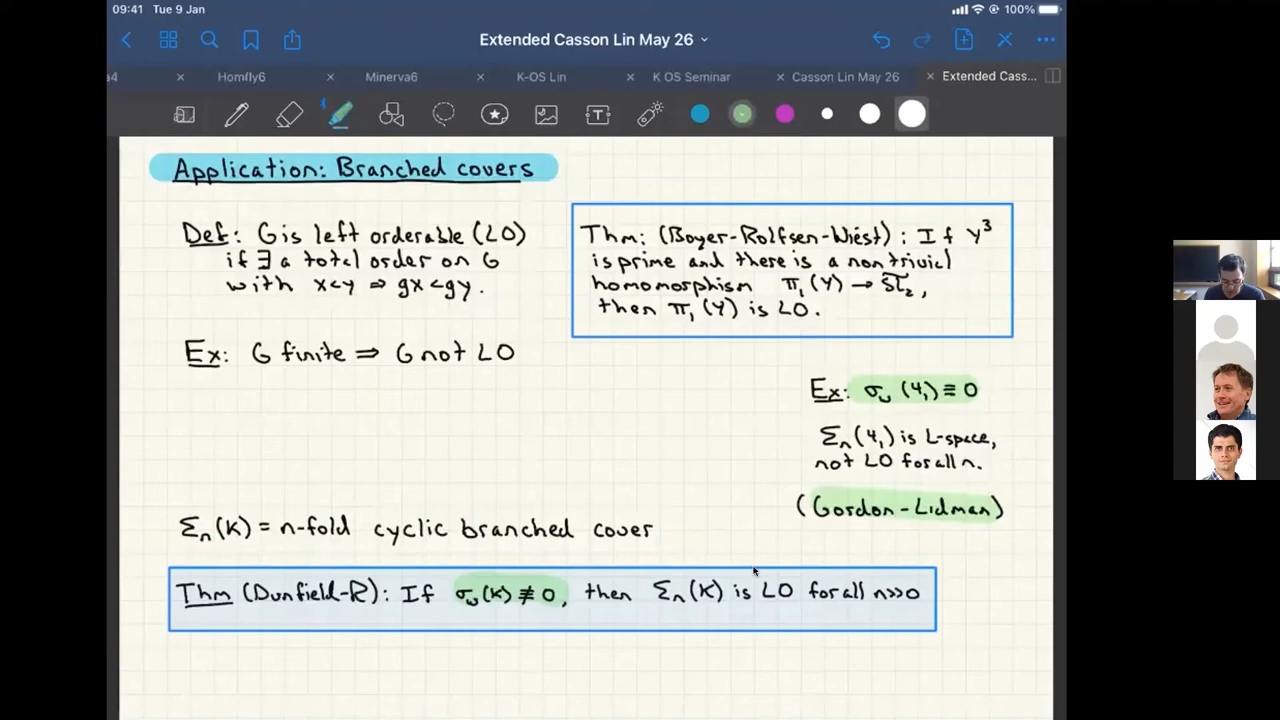 09:41 Tue 9 Jan
100%
Extended Casson Lin May 26
a4
Homfly6
Minerva6
K-OS Lin
K OS Seminar
Casson Lin May 26
Extended Cass...
Application: Branched covers
Def: G is left orderable (LO)
if ∃ a total order on G
with x<y ⇒ gx<gy.
Ex: G finite ⇒ G not LO
Thm: (Boyer-Rolfsen-Wiest): If Y³
is prime and there is a nontrivial
homomorphism π₁(Y) → S̃L₂,
then π₁(Y) is LO.
Ex: σω(4₁) ≡ 0
Σn(4₁) is L-space,
not LO for all n.
(Gordon-Lidman)
Σn(K) = n-fold cyclic branched cover
Thm (Dunfield-R): If σω(K) ≢ 0, then Σn(K) is LO for all n>>0